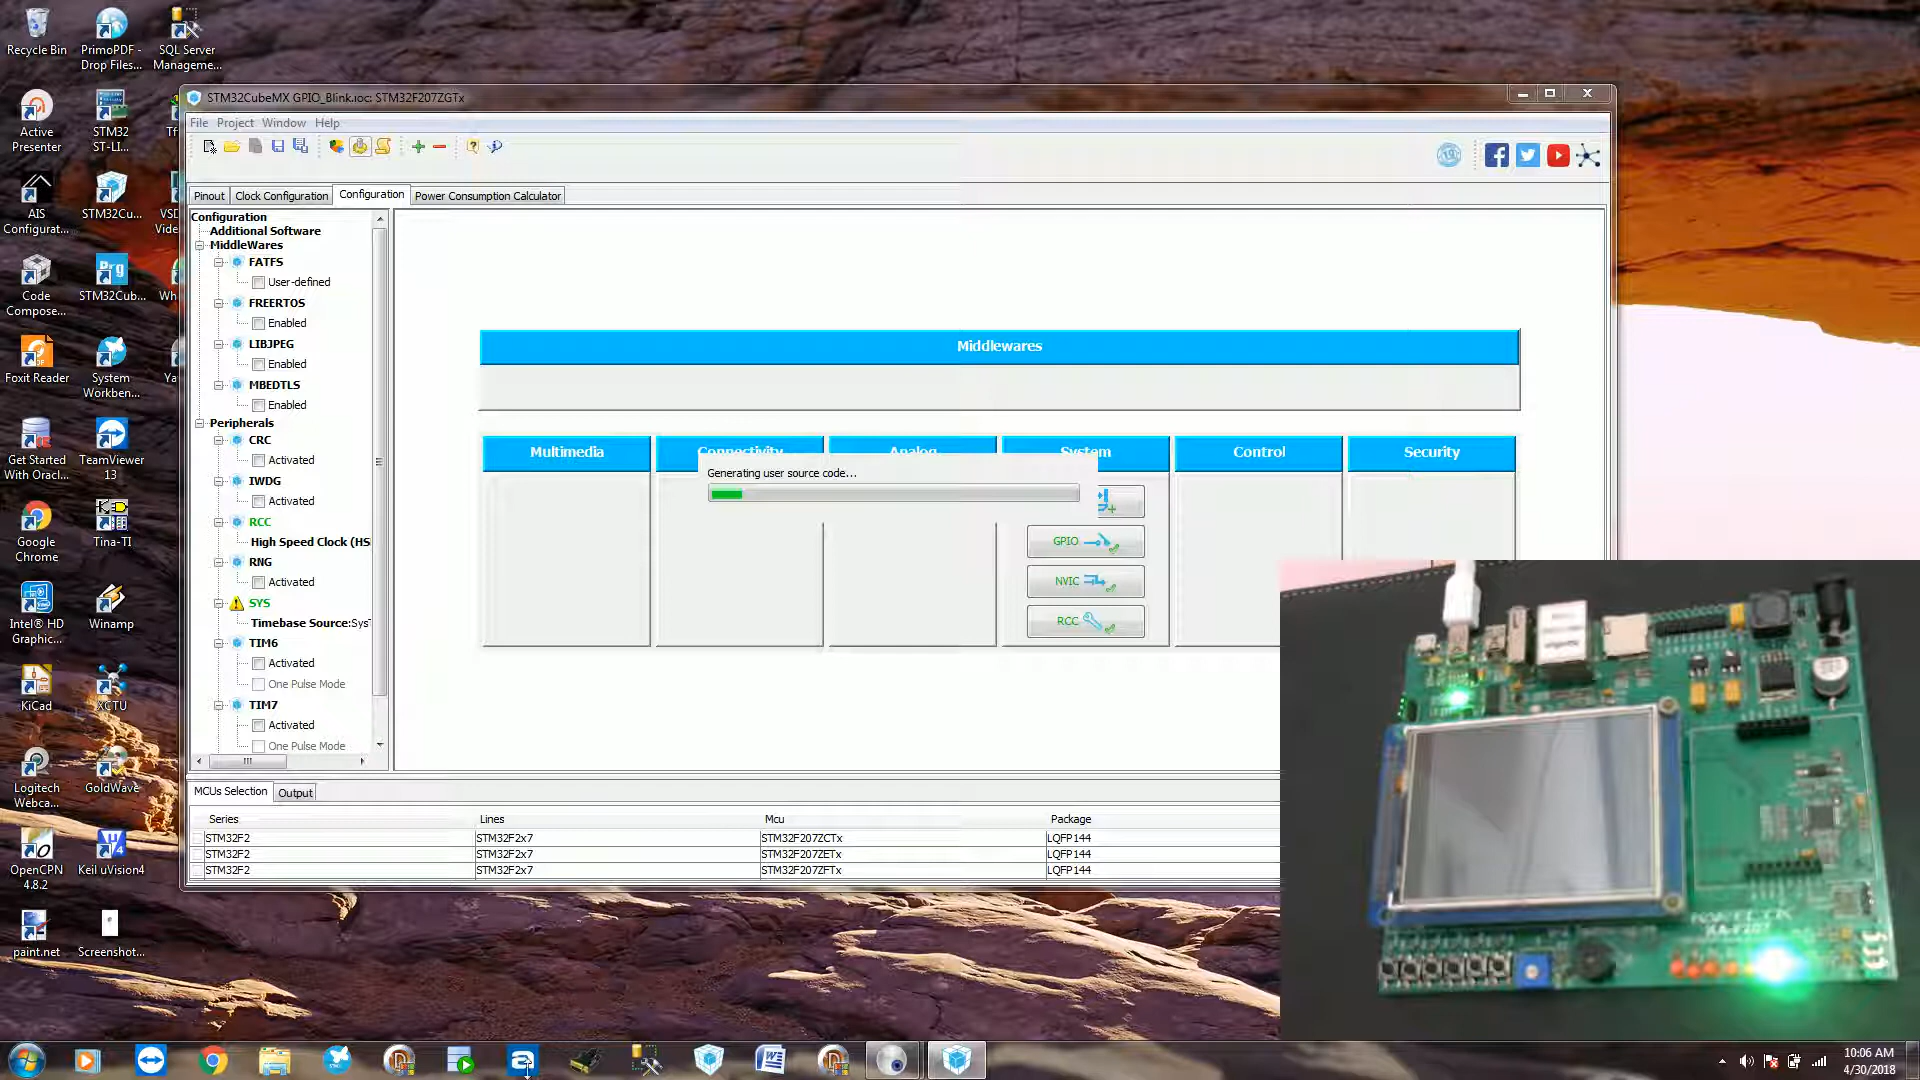 Recycle Bin
PrimoPDF -
Drop Files...
SQL Server
Manageme...
Active
Presenter
STM32
ST-LI...
AIS
Configurat...
STM32Cu...
VSD
Code
Compose...
STM32Cub...
Foxit Reader
System
Workben...
Get Started
With Oracl...
TeamViewer
13
Google
Chrome
Tina-TI
Intel® HD
Graphic...
Winamp
KiCad
XCTU
Logitech
Webca...
GoldWave
OpenCPN
4.8.2
Keil uVision4
paint.net
Screenshot...
STM32CubeMX GPIO_Blink.ioc: STM32F207ZGTx
File Project Window Help
Pinout Clock Configuration Configuration Power Consumption Calculator
Configuration
Additional Software
MiddleWares
FATFS
User-defined
FREERTOS
Enabled
LIBJPEG
Enabled
MBEDTLS
Enabled
Peripherals
CRC
Activated
IWDG
Activated
RCC
High Speed Clock (HS
RNG
Activated
SYS
Timebase Source:Sys
TIM6
Activated
One Pulse Mode
TIM7
Activated
One Pulse Mode
Middlewares
Multimedia Connectivity Analog System Control Security
Generating user source code...
GPIO
NVIC
RCC
MCUs Selection Output
Series Lines Mcu Package
STM32F2 STM32F2x7 STM32F207ZCTx LQFP144
STM32F2 STM32F2x7 STM32F207ZETx LQFP144
STM32F2 STM32F2x7 STM32F207ZFTx LQFP144
10:06 AM
4/30/2018